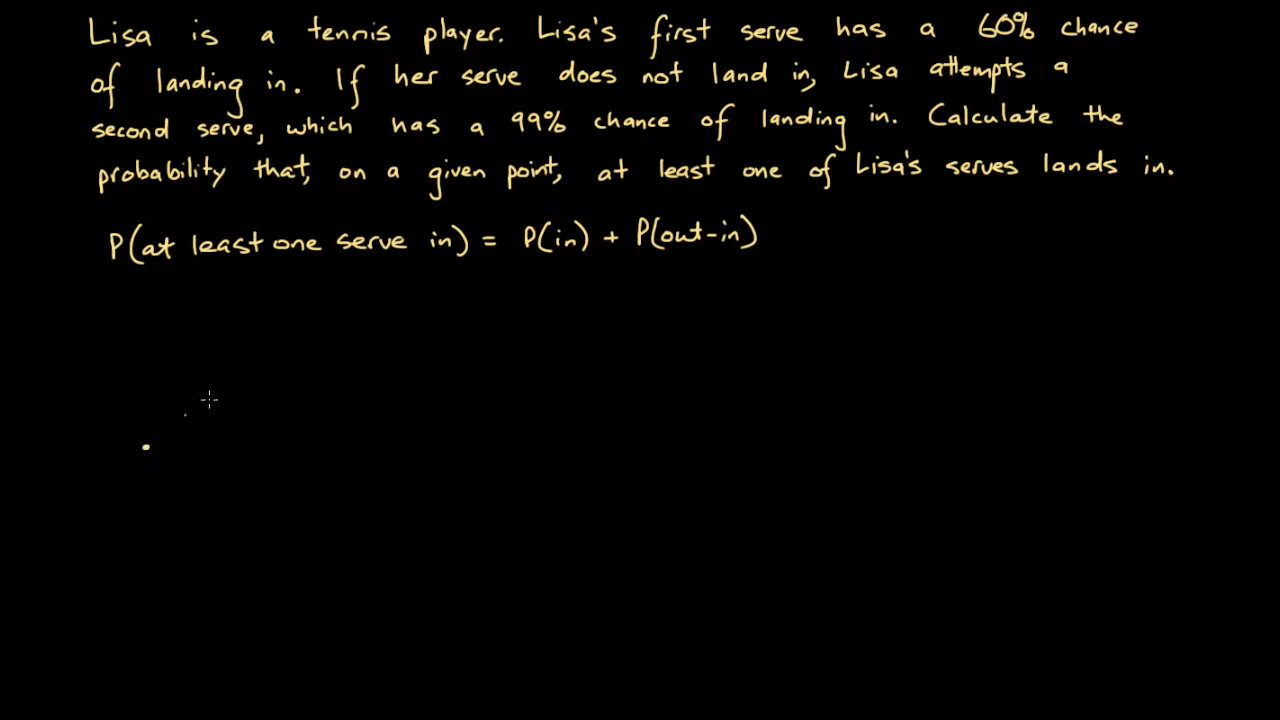 Lisa is a tennis player. Lisa's first serve has a 60% chance
of landing in. If her serve does not land in, Lisa attempts a
second serve, which has a 99% chance of landing in. Calculate the
probability that, on a given point, at least one of Lisa's serves lands in.
P(at least one serve in) = P(in) + P(out-in)